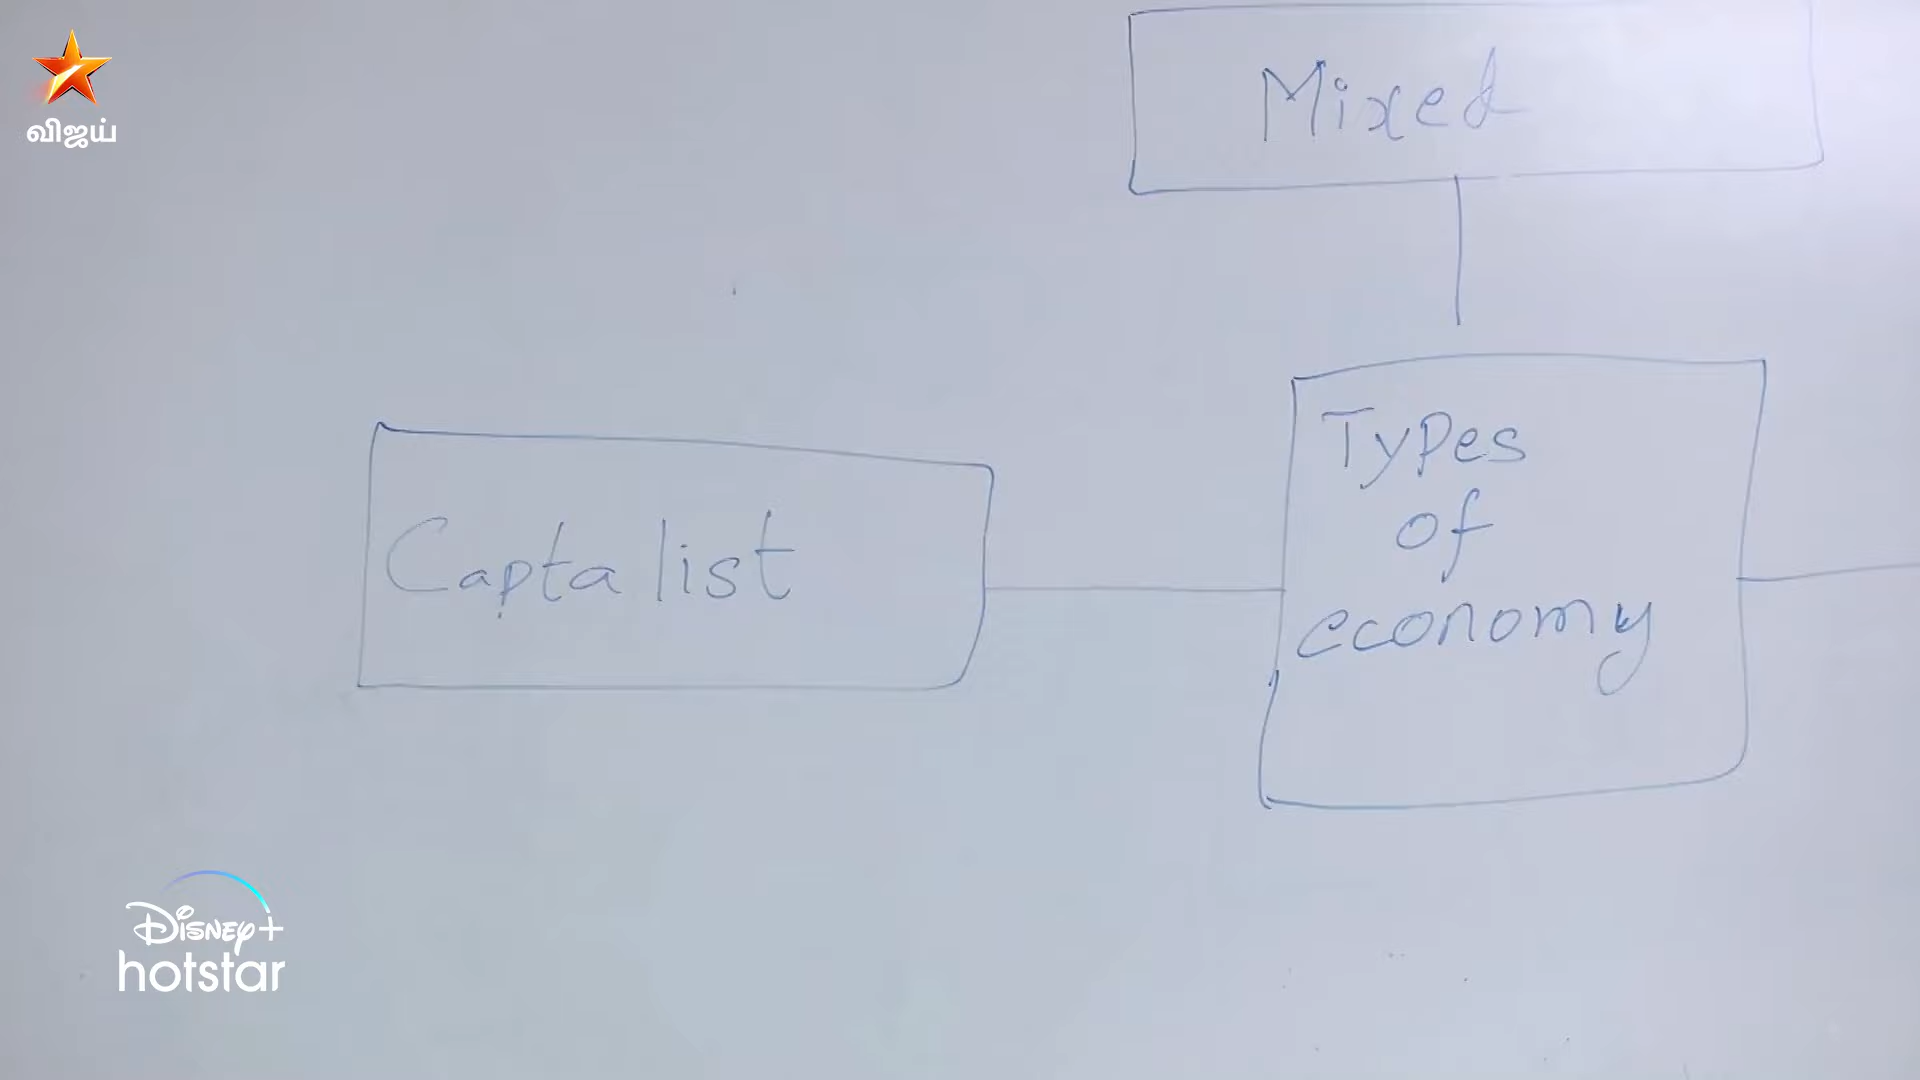 விஜய்
Mixed
Types
of
economy
Captalist
Disney+
hotstar